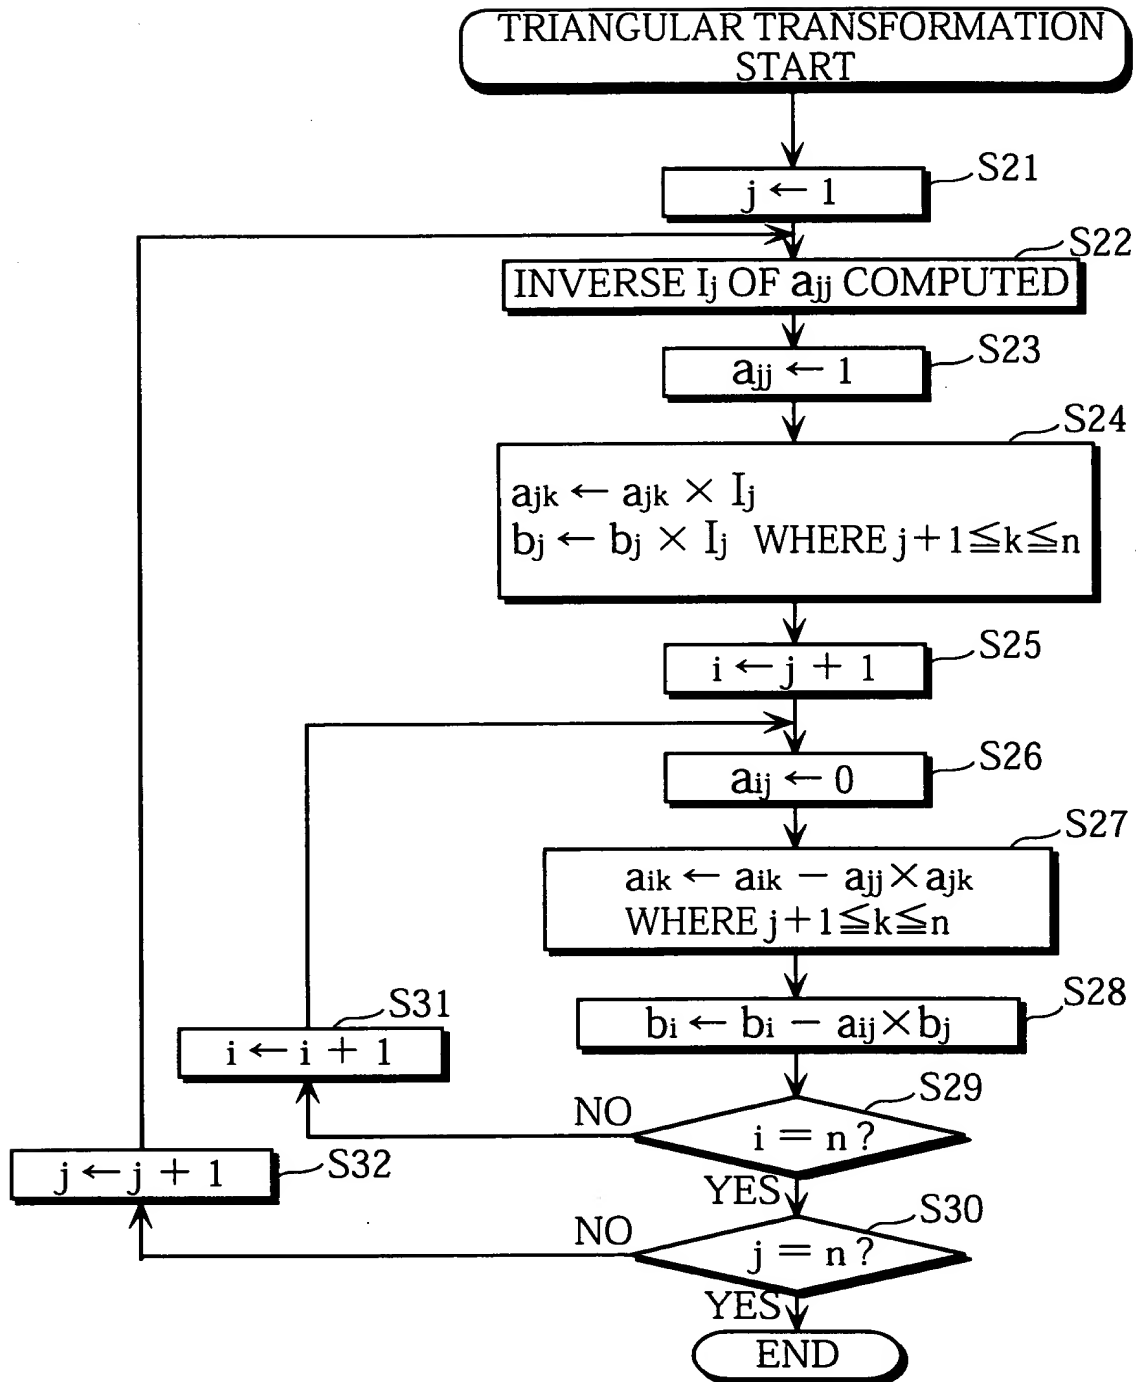 TRIANGULAR TRANSFORMATION
START
S21
j ← 1
S22
INVERSE Ij OF ajj COMPUTED
S23
ajj ← 1
S24
ajk ← ajk × Ij
bj ← bj × Ij WHERE j+1≦k≦n
S25
i ← j + 1
S26
aij ← 0
S27
aik ← aik − ajj×ajk
WHERE j+1≦k≦n
S28
bi ← bi − aij×bj
S31
i ← i + 1
S29
NO
i = n?
S32
j ← j + 1
YES
S30
NO
j = n?
YES
END